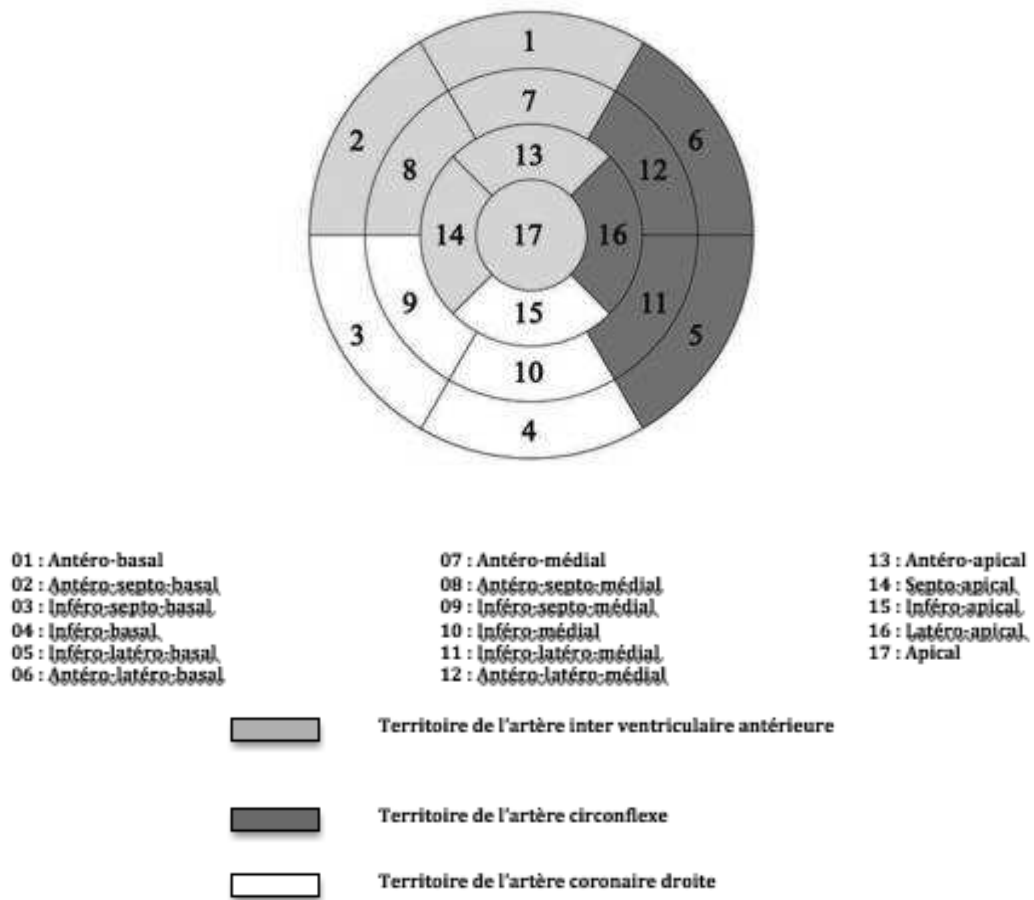 1
7
6
2
13
12
8
14
17
16
9
11
15
3
5
10
4
01 : Antéro-basal
02 : Antéro-septo-basal
03 : Inféro-septo-basal
04 : Inféro-basal
05 : Inféro-latéro-basal
06 : Antéro-latéro-basal
07 : Antéro-médial
08 : Antéro-septo-médial
09 : Inféro-septo-médial
10 : Inféro-médial
11 : Inféro-latéro-médial
12 : Antéro-latéro-médial
13 : Antéro-apical
14 : Septo-apical
15 : Inféro-apical
16 : Latéro-apical
17 : Apical
Territoire de l'artère inter ventriculaire antérieure
Territoire de l'artère circonflexe
Territoire de l'artère coronaire droite